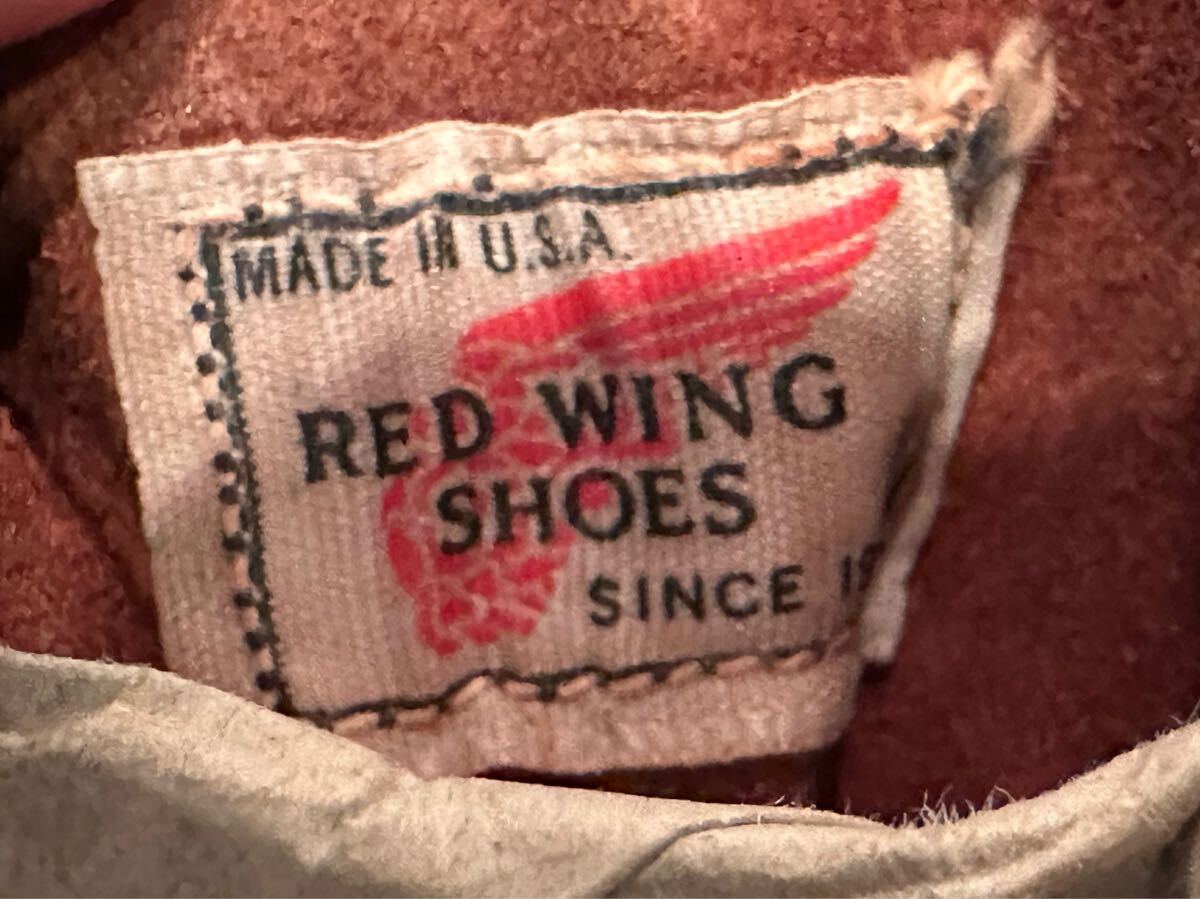 MADE IN U.S.A.
RED WING
SHOES
SINCE